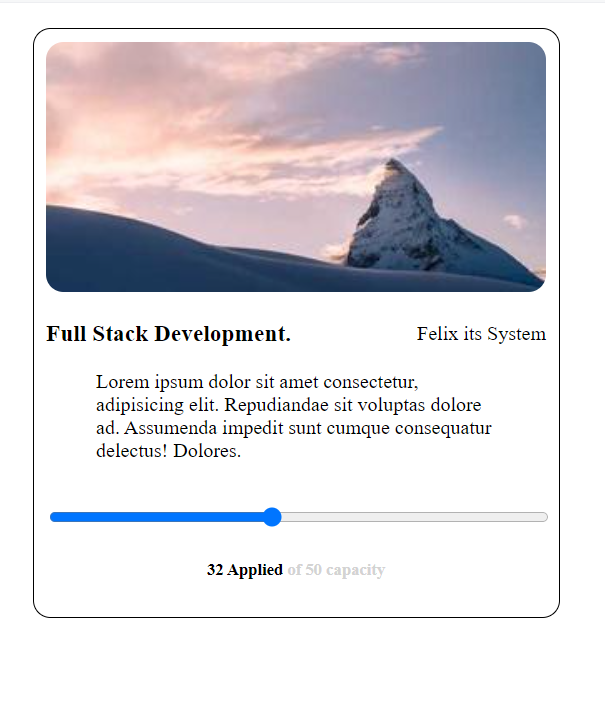 Full Stack Development. Felix its System
Lorem ipsum dolor sit amet consectetur,
adipisicing elit. Repudiandae sit voluptas dolore
ad. Assumenda impedit sunt cumque consequatur
delectus! Dolores.
32 Applied of 50 capacity